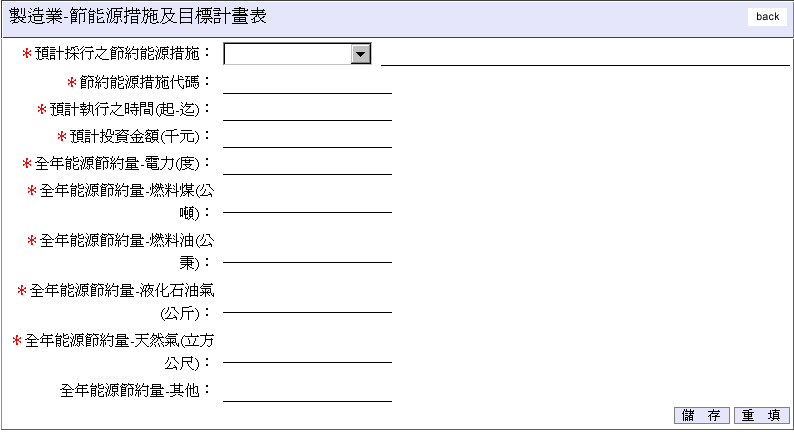 製造業-節能源措施及目標計畫表
back
*預計採行之節約能源措施：
*節約能源措施代碼：
*預計執行之時間(起-迄)：
*預計投資金額(千元)：
*全年能源節約量-電力(度)：
*全年能源節約量-燃料煤(公
噸)：
*全年能源節約量-燃料油(公
秉)：
*全年能源節約量-液化石油氣
(公斤)：
*全年能源節約量-天然氣(立方
公尺)：
全年能源節約量-其他：
儲 存 重 填